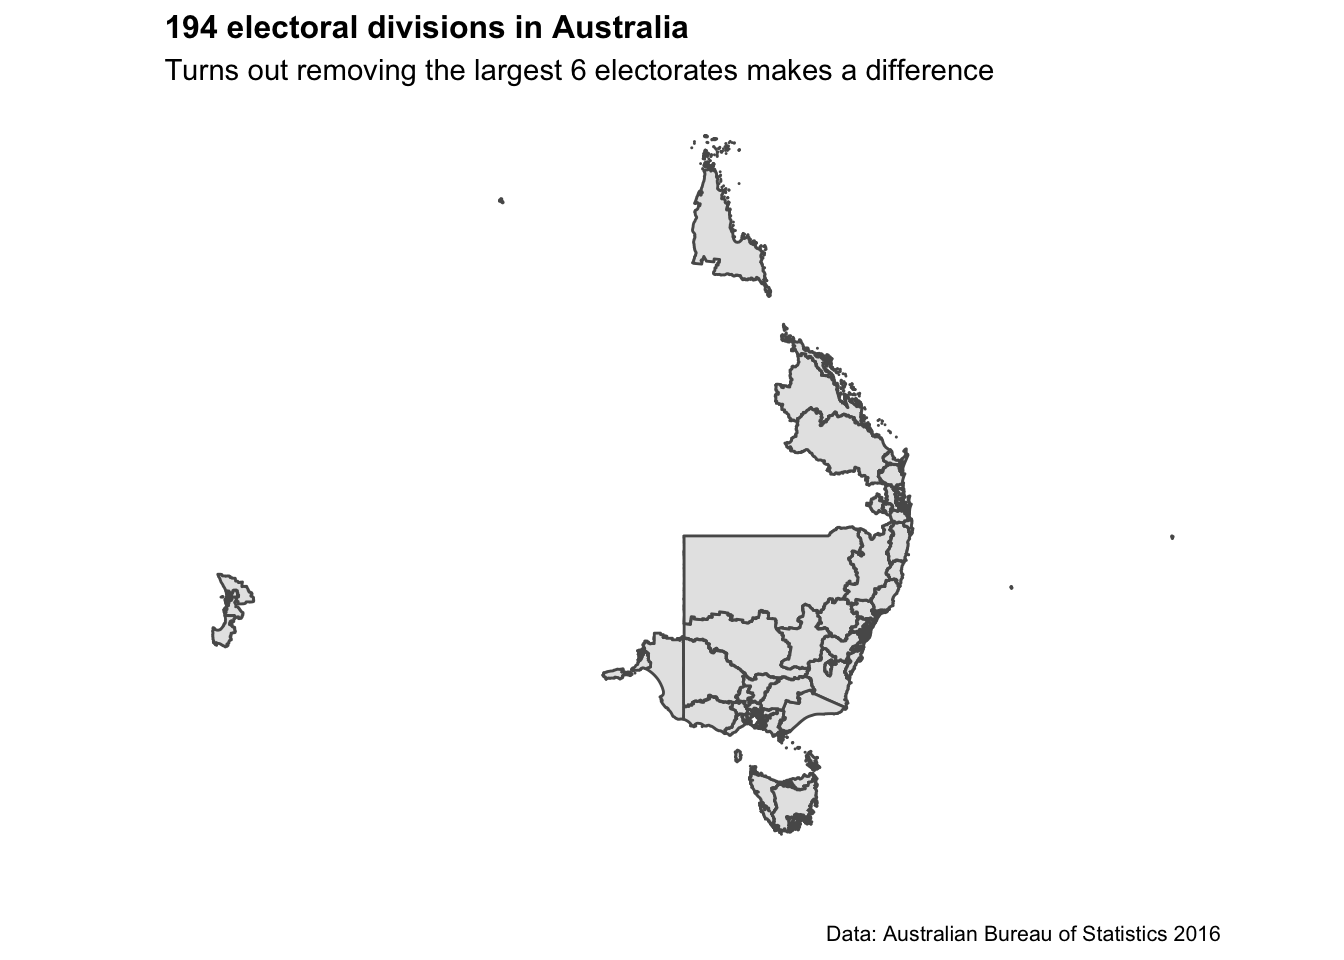 194 electoral divisions in Australia
Turns out removing the largest 6 electorates makes a difference
Data: Australian Bureau of Statistics 2016